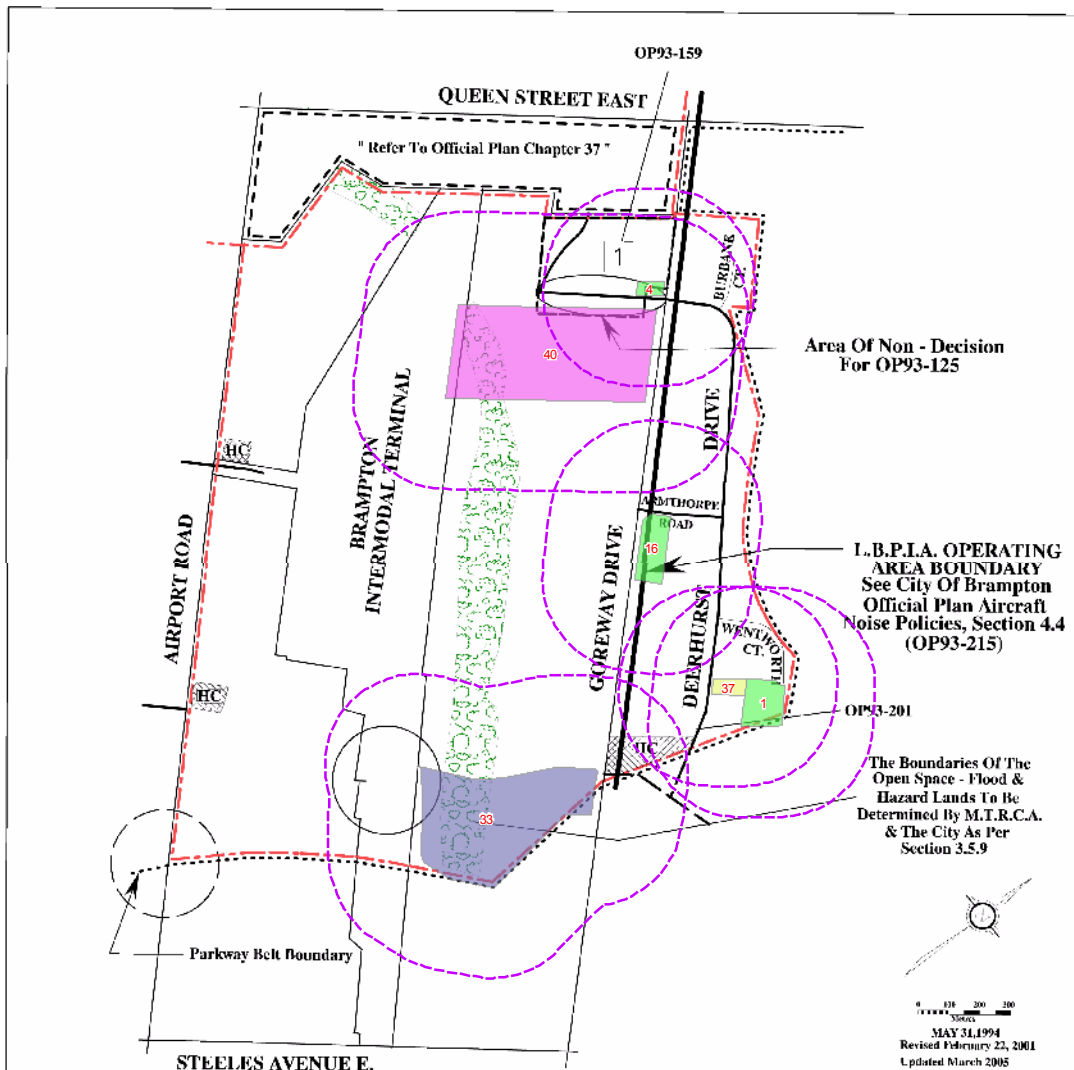 OP93-159
QUEEN STREET EAST
" Refer To Official Plan Chapter 37 "
1
BURBANK
CT.
4
Area Of Non - Decision
For OP93-125
40
BRAMPTON
INTERMODAL TERMINAL
DRIVE
HC
ARMTHORPE
ROAD
16
L.B.P.I.A. OPERATING
AREA BOUNDARY
See City Of Brampton
Official Plan Aircraft
Noise Policies, Section 4.4
(OP93-215)
AIRPORT ROAD
GOREWAY DRIVE
DEERHURST
WENTWORTH
CT.
37
1
HC
OP93-201
HC
The Boundaries Of The
Open Space - Flood &
Hazard Lands To Be
Determined By M.T.R.C.A.
& The City As Per
Section 3.5.9
33
Parkway Belt Boundary
0 100 200 300
Metres
MAY 31,1994
Revised February 22, 2001
Updated March 2005
STEELES AVENUE E.